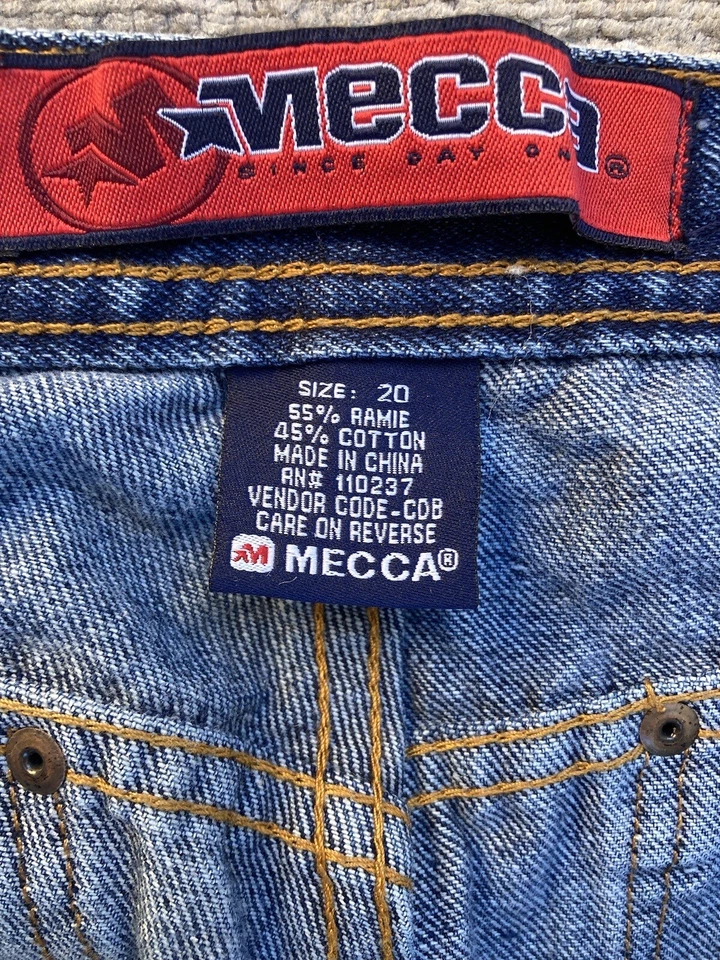 MECCA
SINCE DAY ONE®
SIZE: 20
55% RAMIE
45% COTTON
MADE IN CHINA
RN# 110237
VENDOR CODE-CDB
CARE ON REVERSE
MECCA®